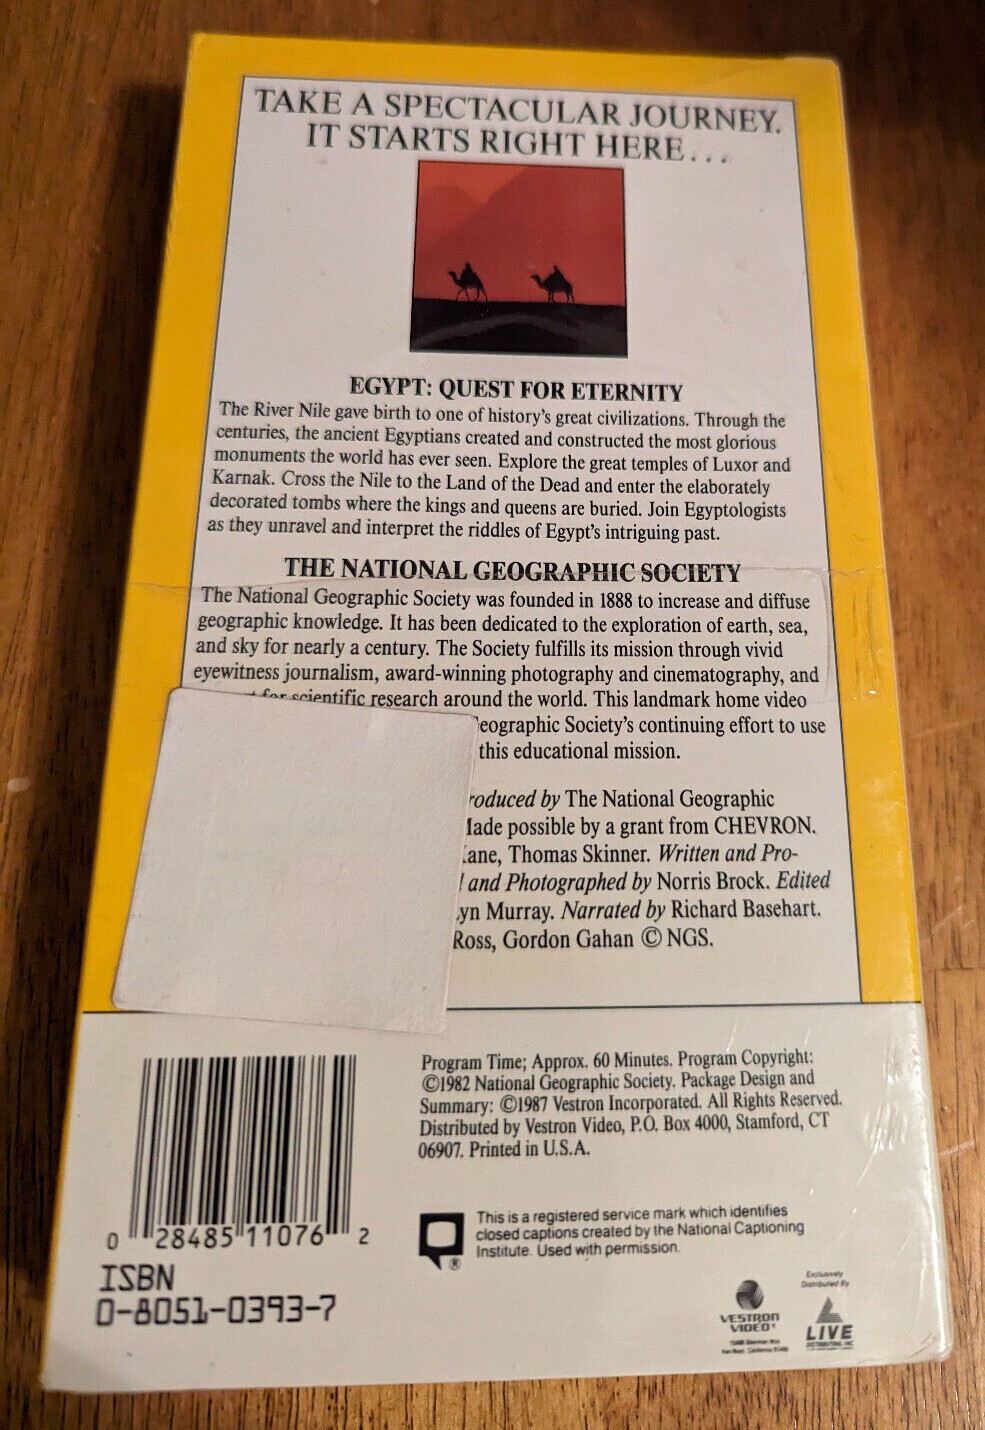 TAKE A SPECTACULAR JOURNEY.
IT STARTS RIGHT HERE...
EGYPT: QUEST FOR ETERNITY
The River Nile gave birth to one of history's great civilizations. Through the
centuries, the ancient Egyptians created and constructed the most glorious
monuments the world has ever seen. Explore the great temples of Luxor and
Karnak. Cross the Nile to the Land of the Dead and enter the elaborately
decorated tombs where the kings and queens are buried. Join Egyptologists
as they unravel and interpret the riddles of Egypt's intriguing past.
THE NATIONAL GEOGRAPHIC SOCIETY
The National Geographic Society was founded in 1888 to increase and diffuse
geographic knowledge. It has been dedicated to the exploration of earth, sea,
and sky for nearly a century. The Society fulfills its mission through vivid
eyewitness journalism, award-winning photography and cinematography, and
for scientific research around the world. This landmark home video
eographic Society's continuing effort to use
this educational mission.
roduced by The National Geographic
ade possible by a grant from CHEVRON.
ane, Thomas Skinner. Written and Pro-
and Photographed by Norris Brock. Edited
yn Murray. Narrated by Richard Basehart.
Ross, Gordon Gahan © NGS.
Program Time; Approx. 60 Minutes. Program Copyright:
©1982 National Geographic Society. Package Design and
Summary: ©1987 Vestron Incorporated. All Rights Reserved.
Distributed by Vestron Video, P.O. Box 4000, Stamford, CT
06907. Printed in U.S.A.
0 28485 11076 2
ISBN
0-8051-0393-7
This is a registered service mark which identifies
closed captions created by the National Captioning
Institute. Used with permission.
®
VESTRON
VIDEO
Exclusively
Distributed By
LIVE